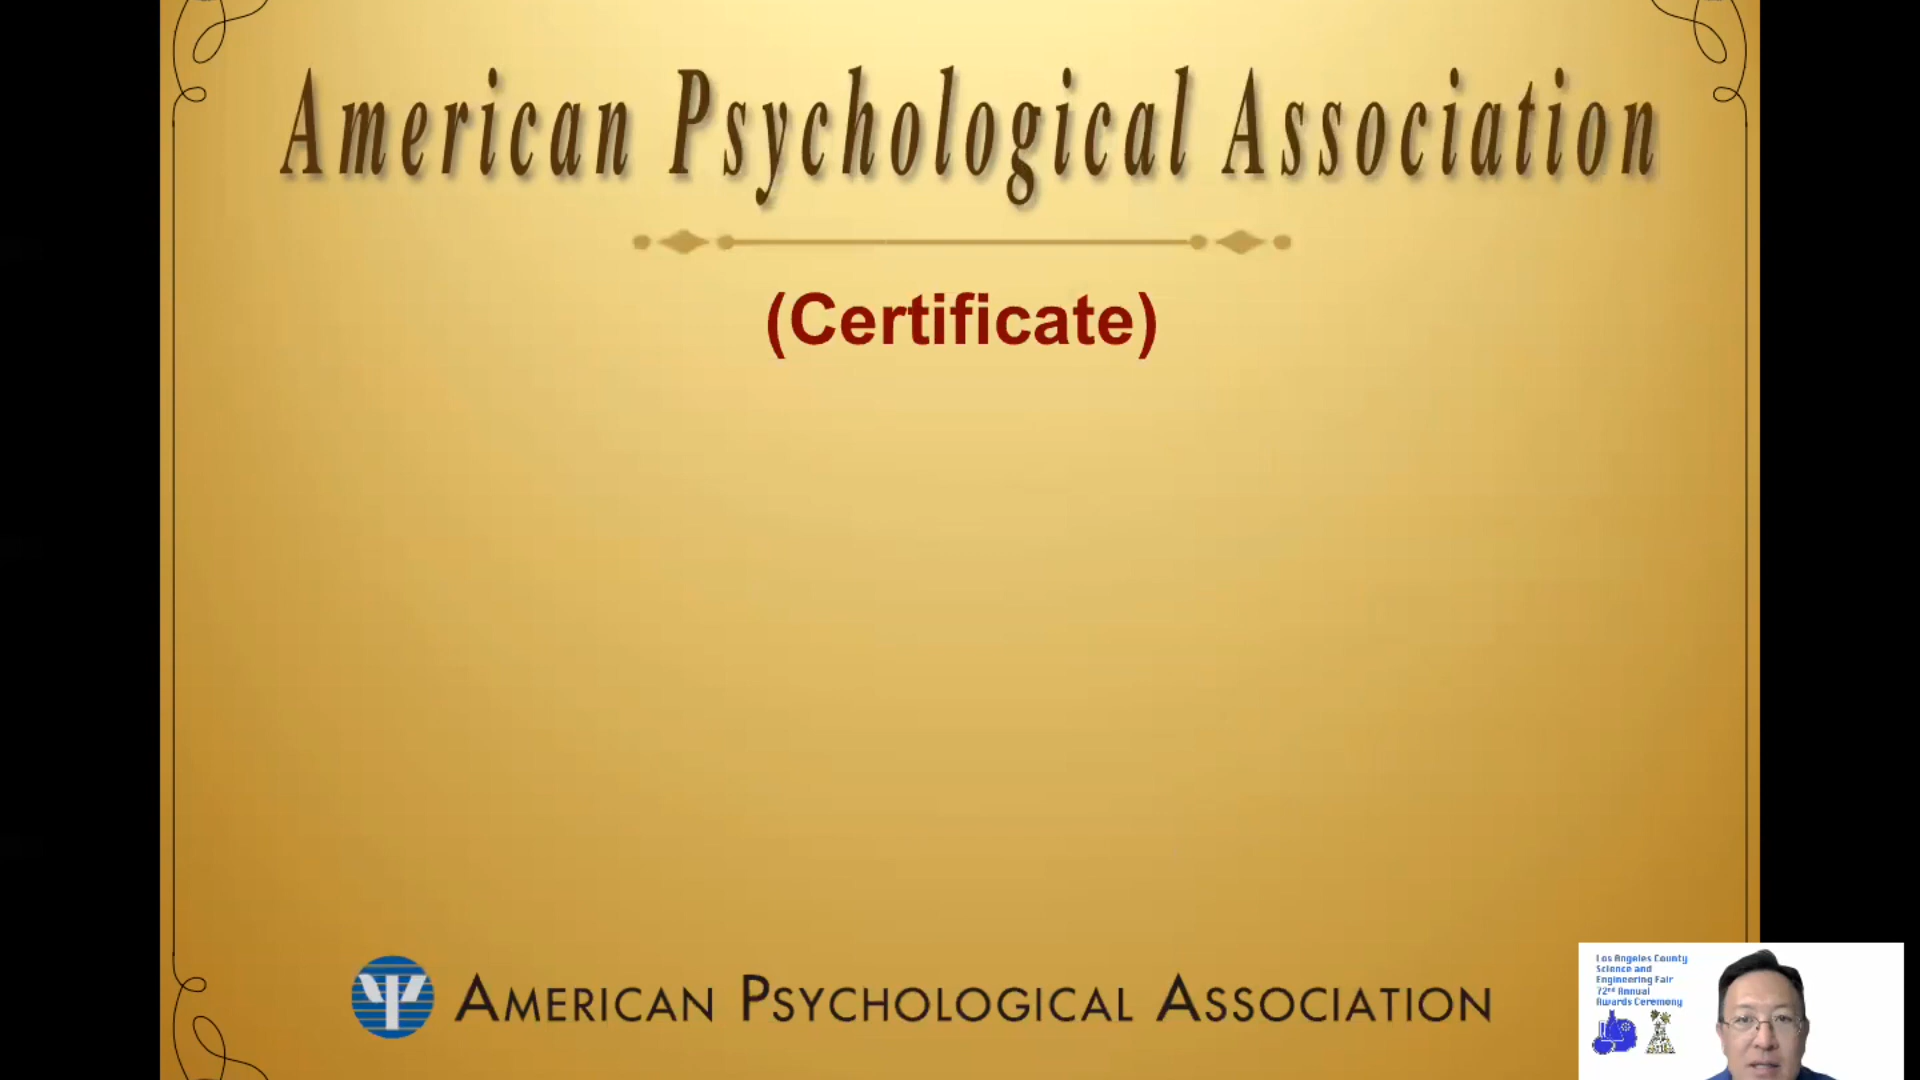 American Psychological Association
(Certificate)
AMERICAN PSYCHOLOGICAL ASSOCIATION
Los Angeles County
Science and
Engineering Fair
72nd Annual
Awards Ceremony